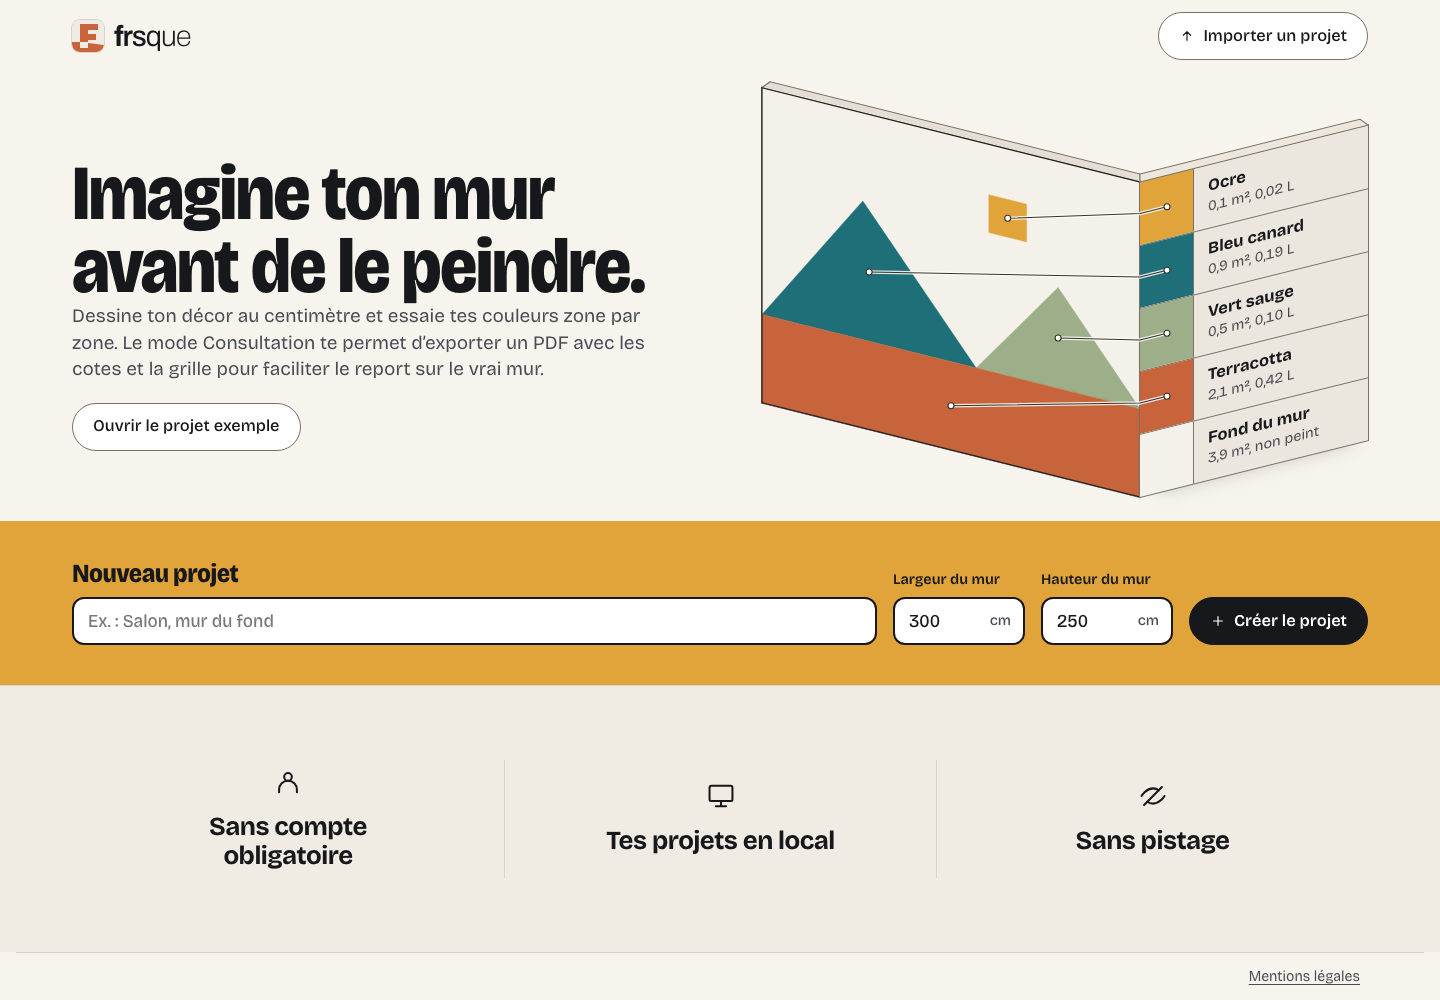 frsque
Importer un projet
Imagine ton mur
avant de le peindre.
Dessine ton décor au centimètre et essaie tes couleurs zone par
zone. Le mode Consultation te permet d’exporter un PDF avec les
cotes et la grille pour faciliter le report sur le vrai mur.
Ouvrir le projet exemple
Ocre
0,1 m², 0,02 L
Bleu canard
0,9 m², 0,19 L
Vert sauge
0,5 m², 0,10 L
Terracotta
2,1 m², 0,42 L
Fond du mur
3,9 m², non peint
Nouveau projet
Largeur du mur
Hauteur du mur
Ex. : Salon, mur du fond
300 cm
250 cm
Créer le projet
Sans compte
obligatoire
Tes projets en local
Sans pistage
Mentions légales